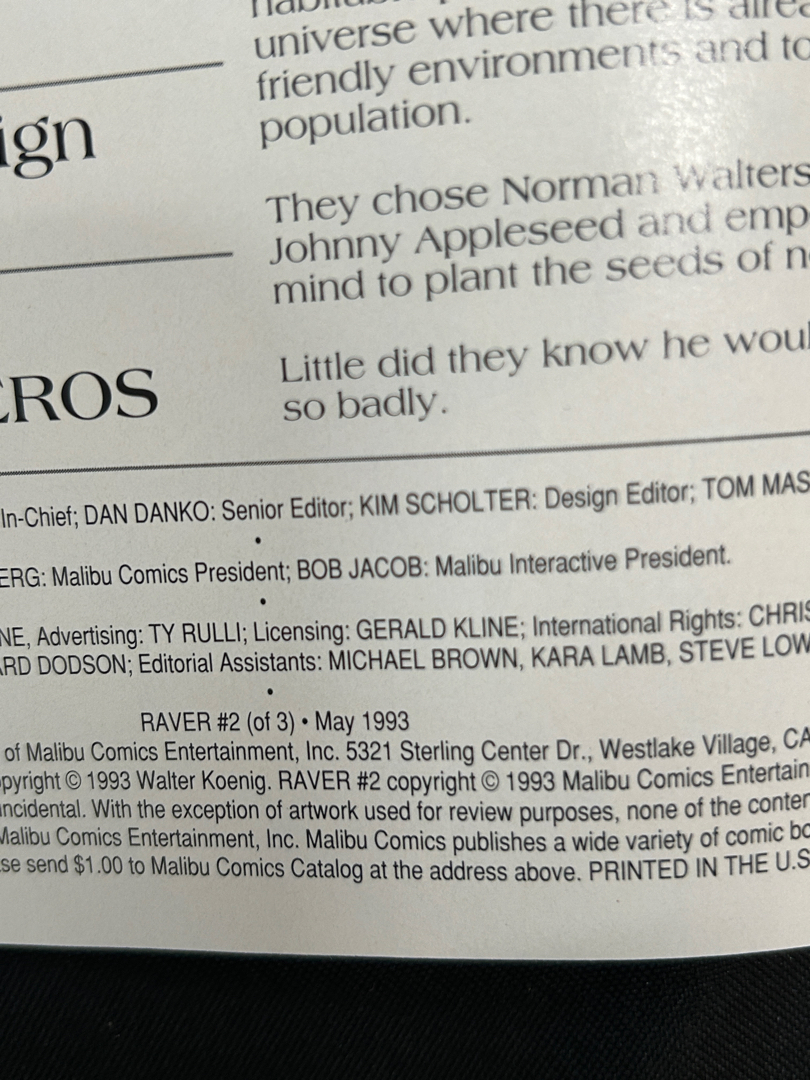 universe where there is
friendly environments and to
population.
ign
They chose Norman Walters
Johnny Appleseed and emp
mind to plant the seeds of n
Little did they know he woul
so badly.
EROS
In-Chief; DAN DANKO: Senior Editor; KIM SCHOLTER: Design Editor; TOM MAS
•
ERG: Malibu Comics President; BOB JACOB: Malibu Interactive President.
•
NE, Advertising: TY RULLI; Licensing: GERALD KLINE; International Rights: CHRIS
ARD DODSON; Editorial Assistants: MICHAEL BROWN, KARA LAMB, STEVE LOW
•
RAVER #2 (of 3) • May 1993
of Malibu Comics Entertainment, Inc. 5321 Sterling Center Dr., Westlake Village, CA
pyright © 1993 Walter Koenig. RAVER #2 copyright © 1993 Malibu Comics Entertain
incidental. With the exception of artwork used for review purposes, none of the conten
Malibu Comics Entertainment, Inc. Malibu Comics publishes a wide variety of comic bo
se send $1.00 to Malibu Comics Catalog at the address above. PRINTED IN THE U.S